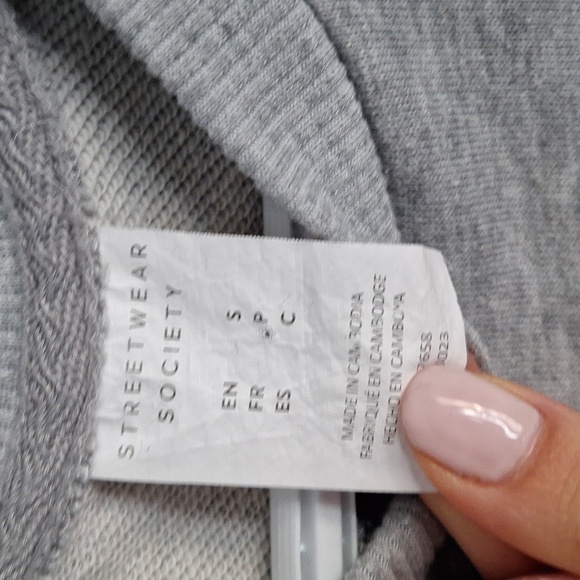 STREETWEAR
SOCIETY
EN S
FR P
ES C
MADE IN CAMBODIA
FABRIQUÉ EN CAMBODGE
HECHO EN CAMBOYA